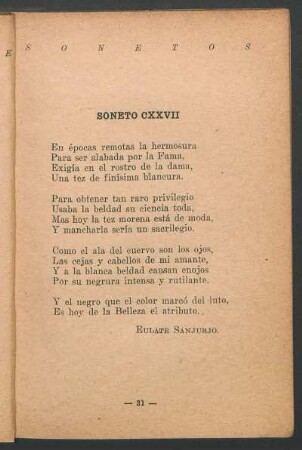 S O N E T O S
E
SONETO CXXVII
En épocas remotas la hermosura
Para ser alabada por la Fama,
Exigía en el rostro de la dama,
Una tez de finísima blancura.
Para obtener tan raro privilegio
Usaba la beldad su ciencia toda,
Mas hoy la tez morena está de moda,
Y mancharla sería un sacrilegio.
Como el ala del cuervo son los ojos,
Las cejas y cabellos de mi amante,
Y a la blanca beldad causan enojos
Por su negrura intensa y rutilante.
Y el negro que el color marcó del luto,
Es hoy de la Belleza el atributo.
EULATE SANJURJO.
— 31 —